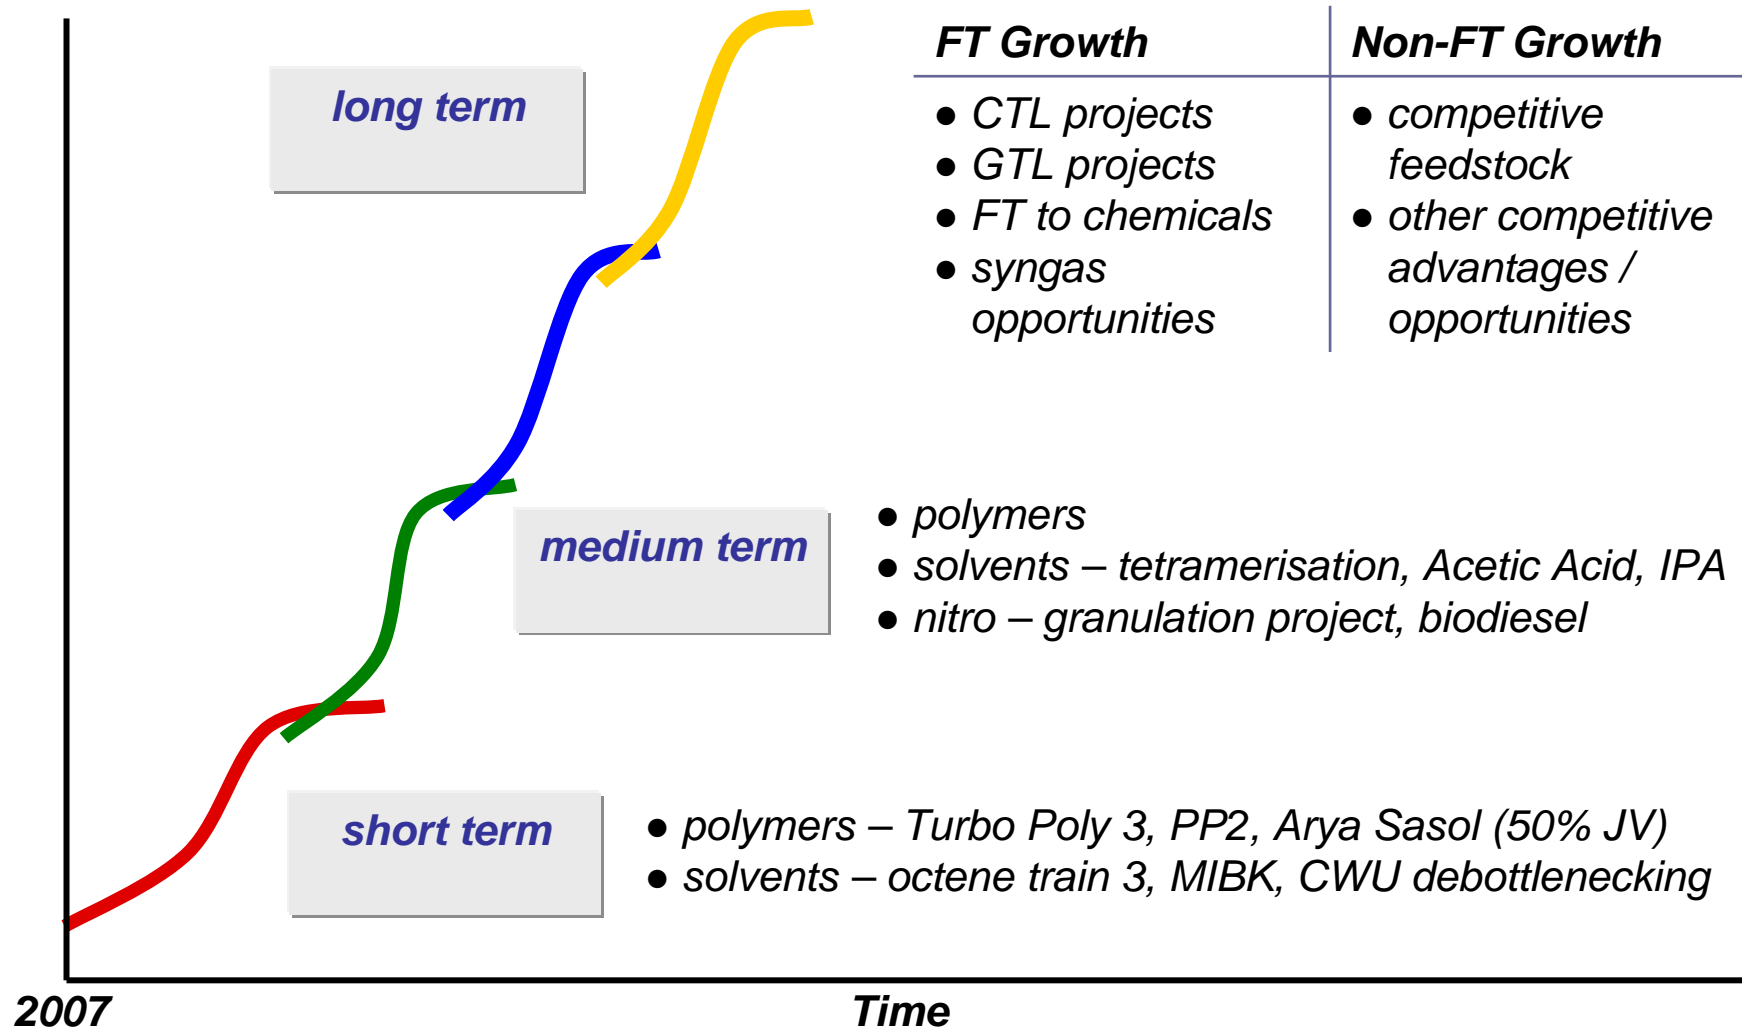 FT Growth
Non-FT Growth
long term
● CTL projects
● GTL projects
● FT to chemicals
● syngas
opportunities
● competitive
feedstock
● other competitive
advantages /
opportunities
medium term
● polymers
● solvents – tetramerisation, Acetic Acid, IPA
● nitro – granulation project, biodiesel
short term
● polymers – Turbo Poly 3, PP2, Arya Sasol (50% JV)
● solvents – octene train 3, MIBK, CWU debottlenecking
2007
Time